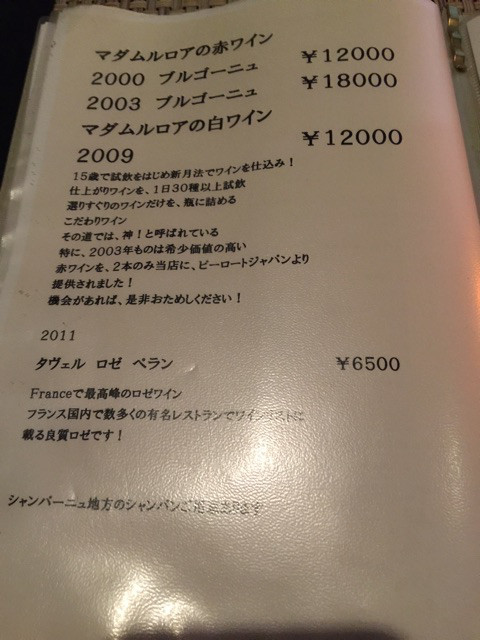 マダムルロアの赤ワイン
2000 ブルゴーニュ ￥12000
2003 ブルゴーニュ ￥18000
マダムルロアの白ワイン
2009 ￥12000
15歳で試飲をはじめ新月法でワインを仕込み！
仕上がりワインを、1日30種以上試飲
選りすぐりのワインだけを、瓶に詰める
こだわりワイン
その道では、神！と呼ばれている
特に、2003年ものは希少価値の高い
赤ワインを、2本のみ当店に、ピーロートジャパンより
提供されました！
機会があれば、是非おためしください！
2011
タヴェル ロゼ ペラン ￥6500
Franceで最高峰のロゼワイン
フランス国内で数多くの有名レストランでワインリストに
載る良質ロゼです！
シャンパーニュ地方のシャンパン